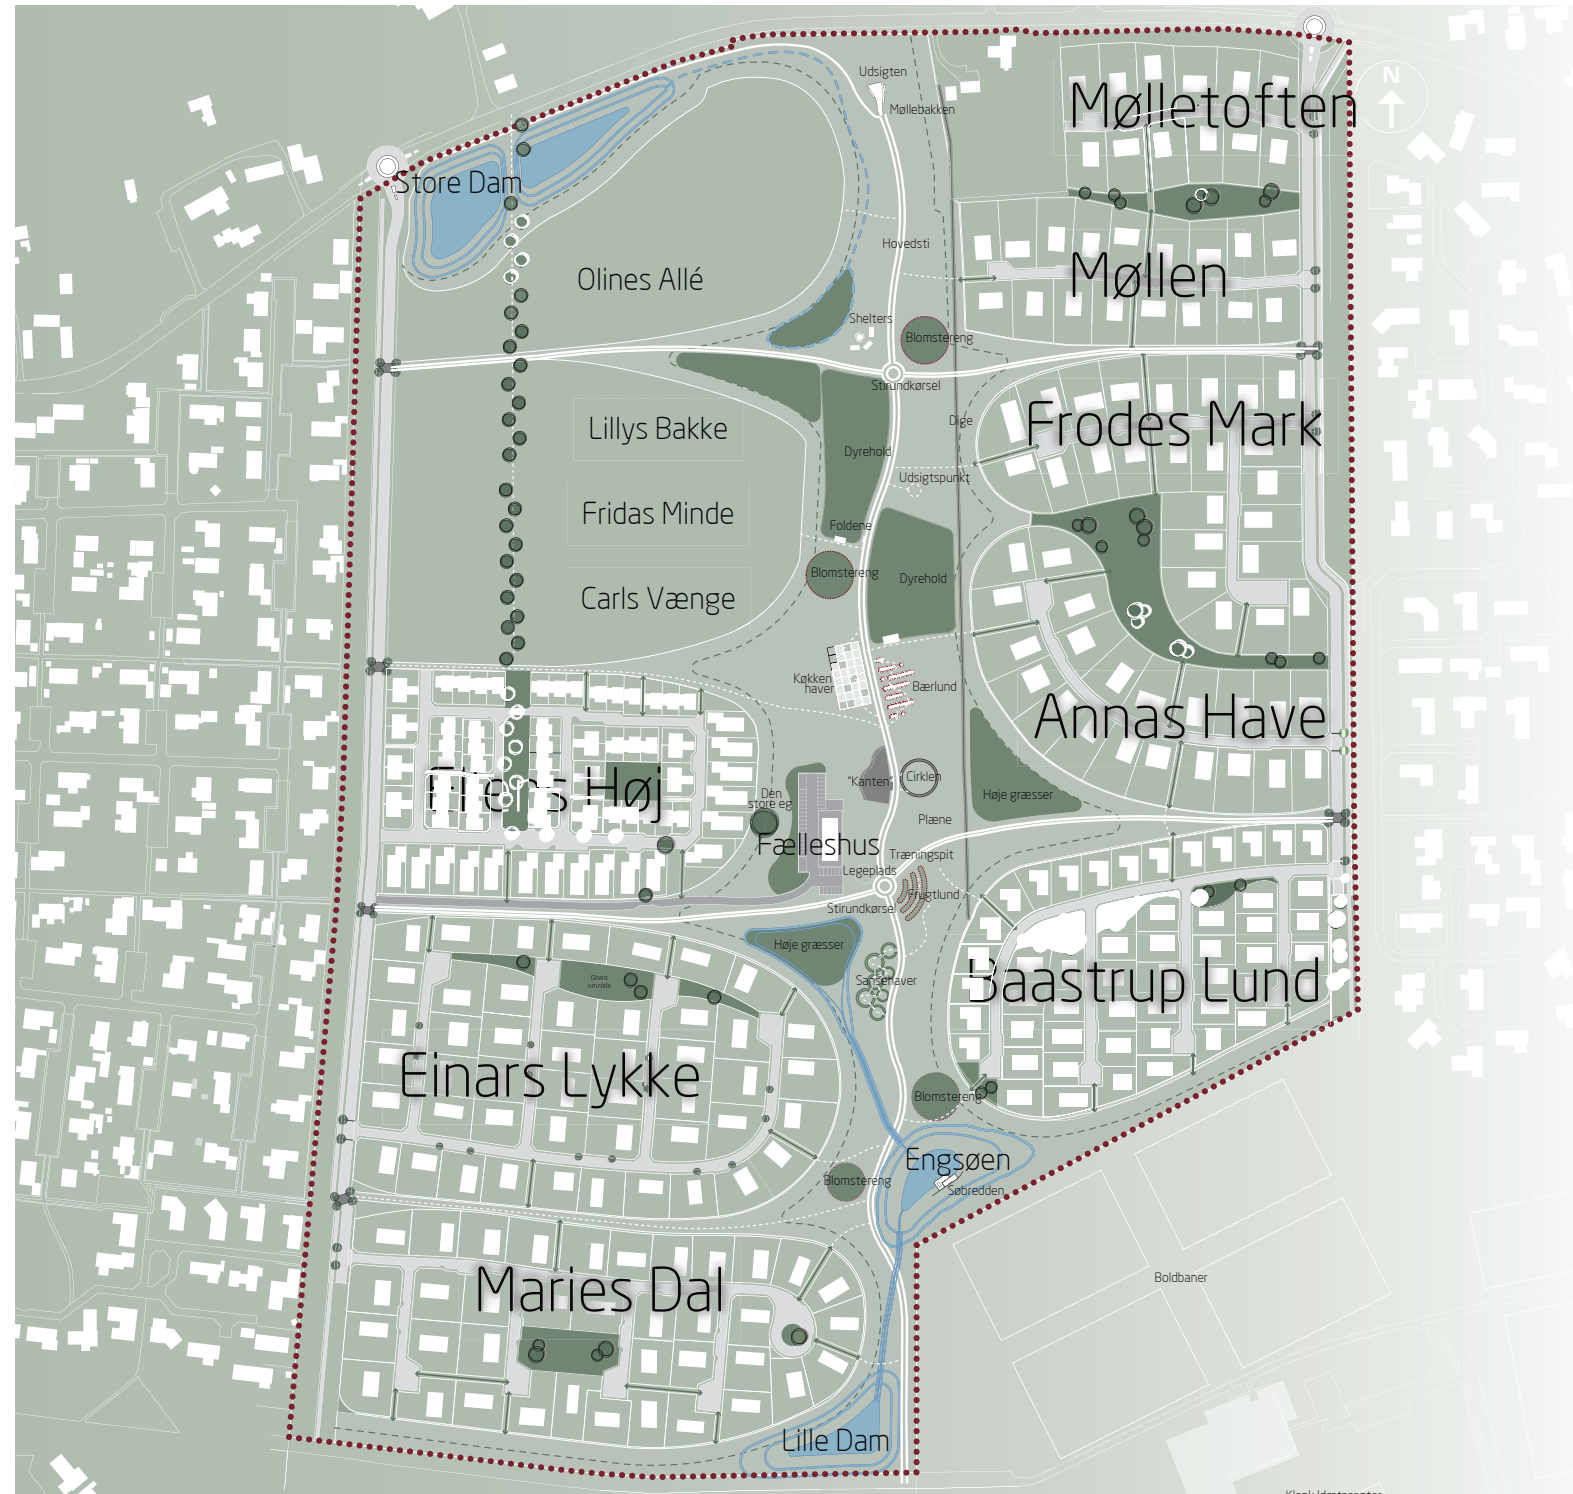 Udsigten
N
Møllebakken
Mølletoften
Store Dam
Hovedsti
Olines Allé
Møllen
Shelters
Blomstereng
Stirundkørsel
Lillys Bakke
Dige
Frodes Mark
Dyrehold
Udsigtspunkt
Fridas Minde
Foldene
Blomstereng
Dyrehold
Carls Vænge
Køkken
haver
Bærlund
Annas Have
"Kanten"
Cirklen
Høj
Den
store eg
Høje græsser
Plæne
Fælleshus
Træningspit
Legeplads
Frugtlund
Stirundkørsel
Høje græsser
Grønt
område
Sansehaver
Baastrup Lund
Einars Lykke
Blomstereng
Engsøen
Blomstereng
Søbredden
Boldbaner
Maries Dal
Lille Dam